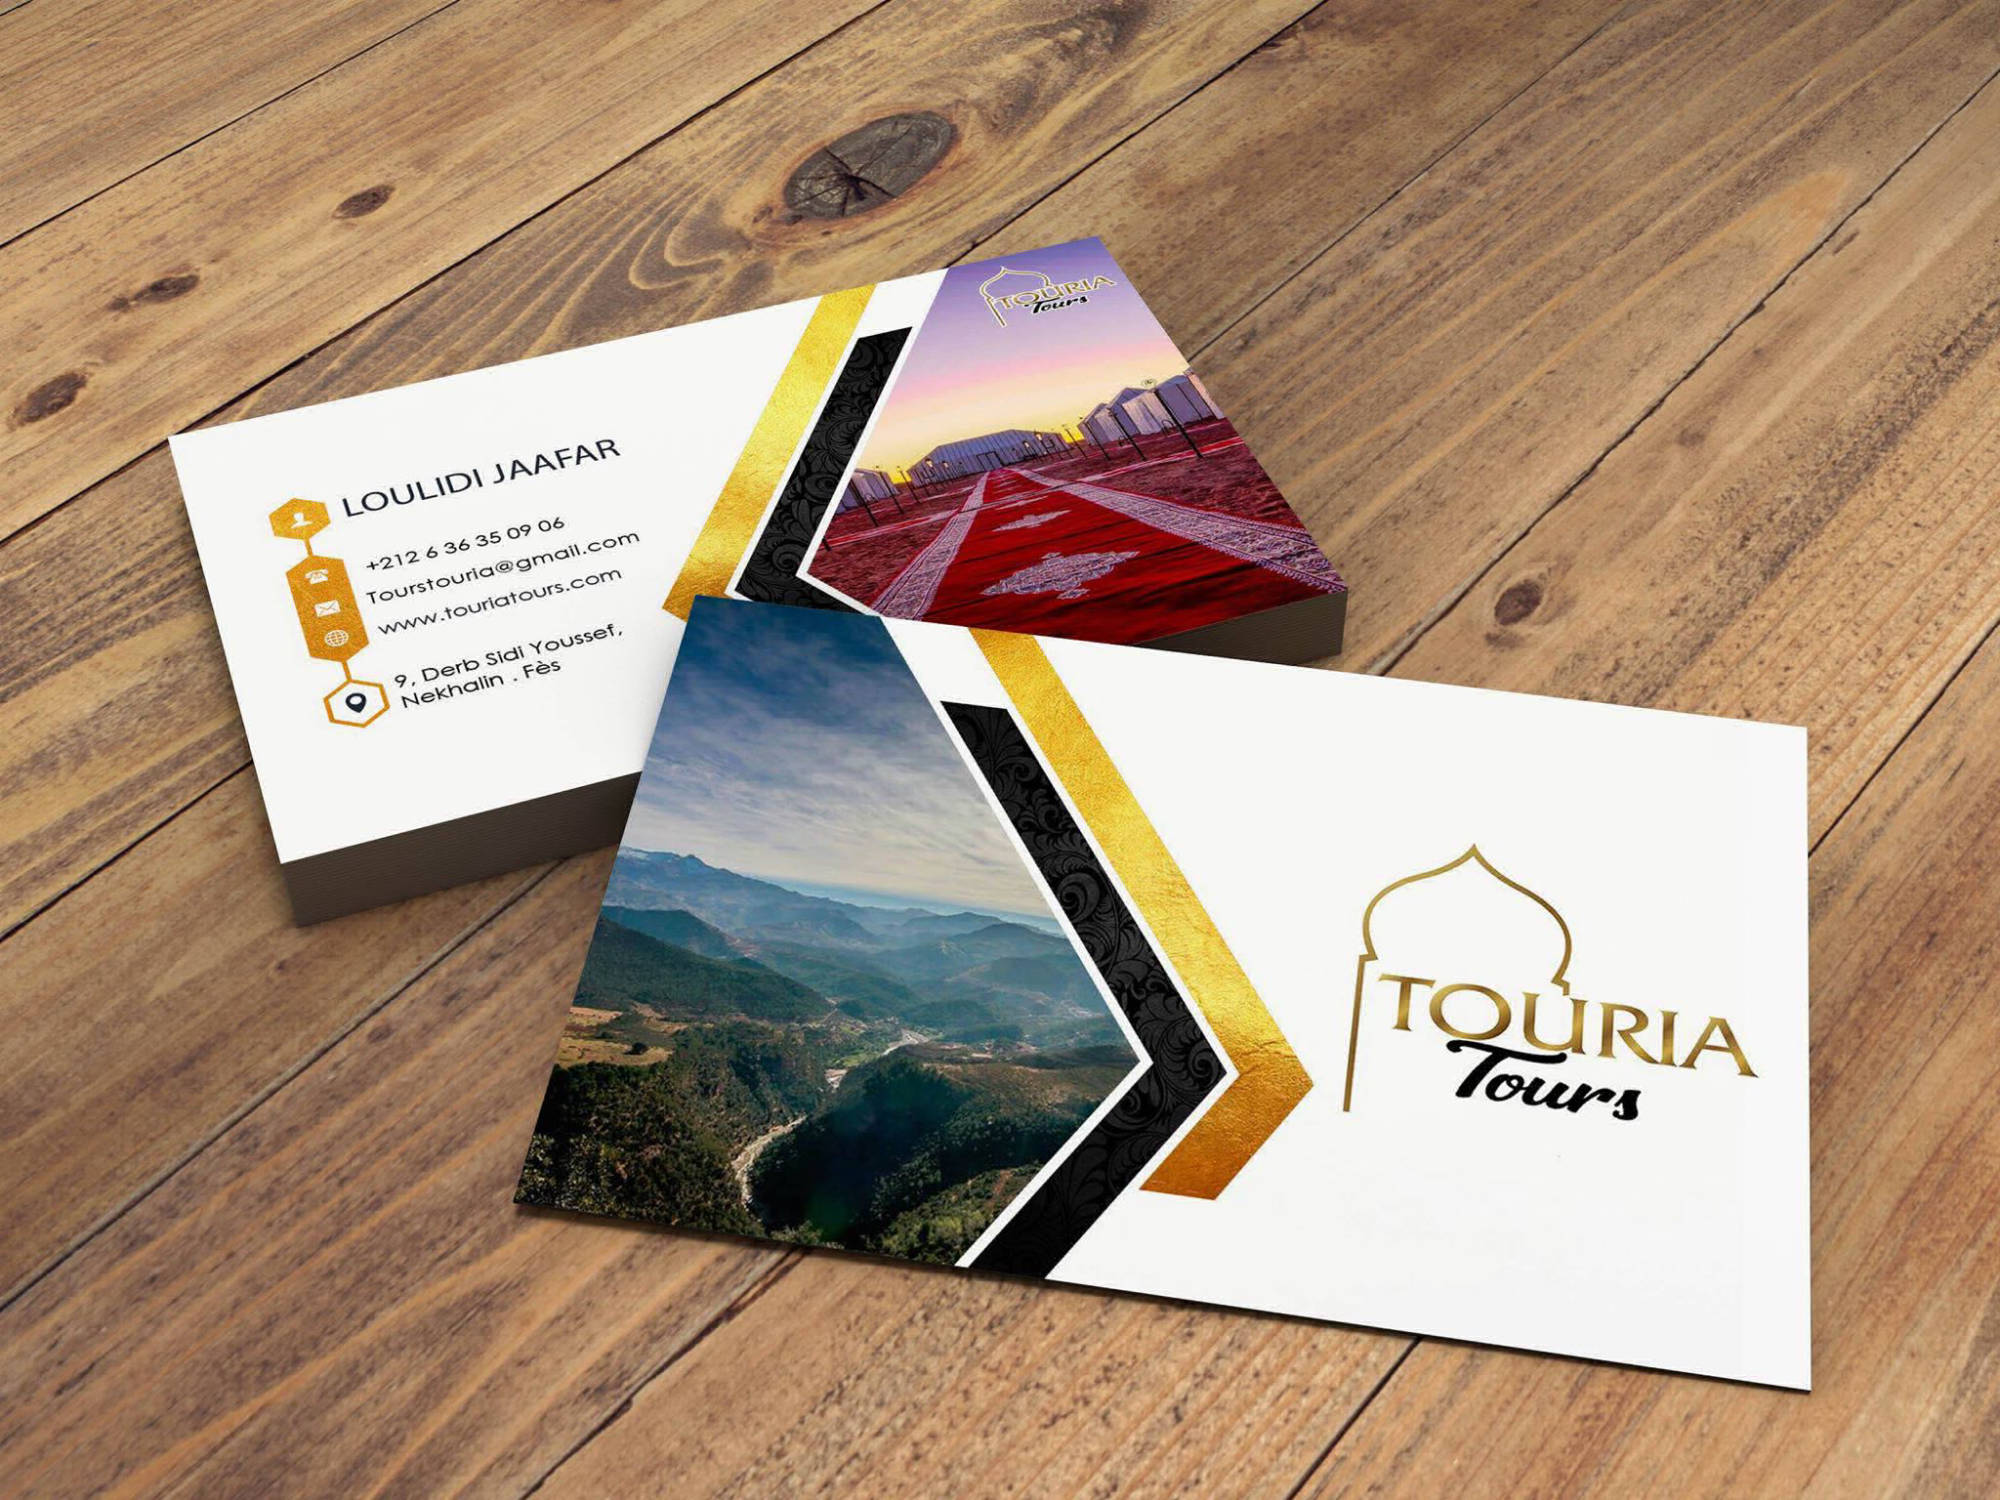 TOURIA
Tours
LOULIDI JAAFAR
+212 6 36 35 09 06
Tourstouria@gmail.com
www.touriatours.com
9, Derb Sidi Youssef,
Nekhalin . Fès
TOURIA
Tours